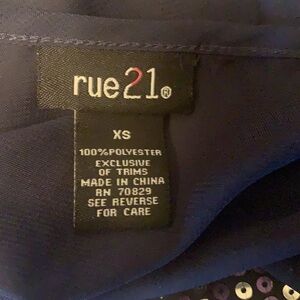 rue21®
XS
100%POLYESTER
EXCLUSIVE
OF TRIMS
MADE IN CHINA
RN 70829
SEE REVERSE
FOR CARE